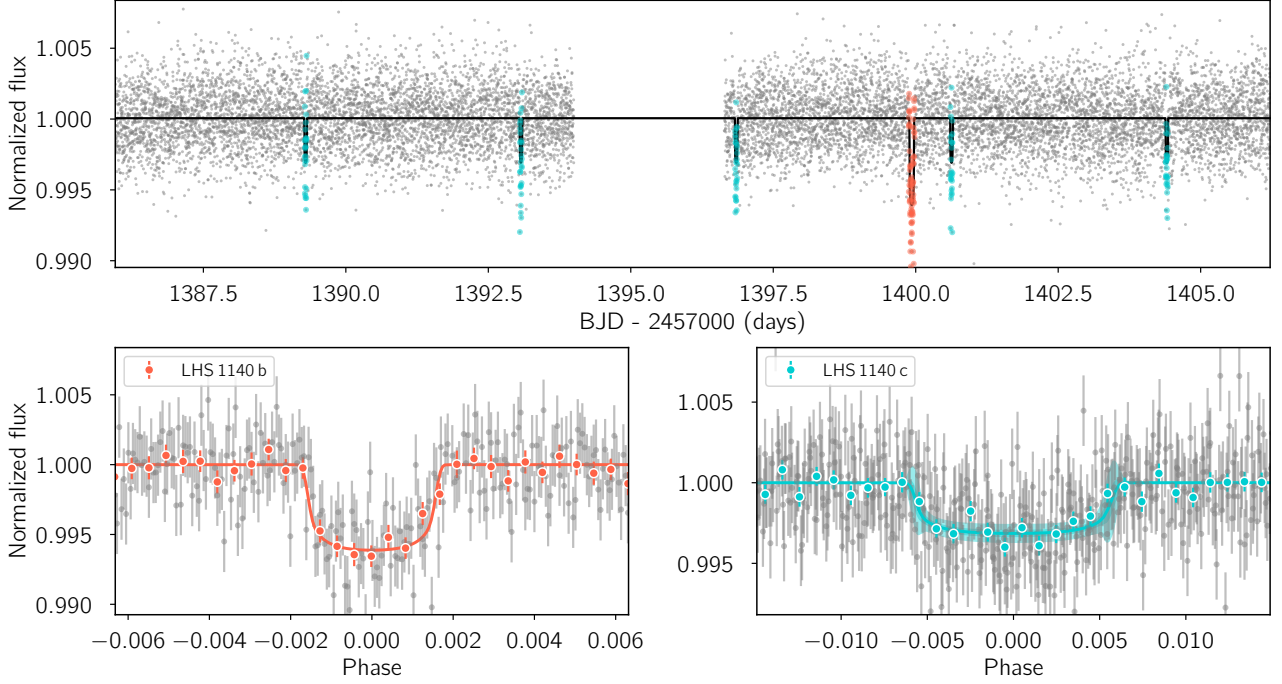 Normalized flux
1.005
1.000
0.995
0.990
1387.5 1390.0 1392.5 1395.0 1397.5 1400.0 1402.5 1405.0
BJD - 2457000 (days)
Normalized flux
1.005
1.000
0.995
0.990
LHS 1140 b
−0.006 −0.004 −0.002 0.000 0.002 0.004 0.006
Phase
1.005
1.000
0.995
LHS 1140 c
−0.010 −0.005 0.000 0.005 0.010
Phase